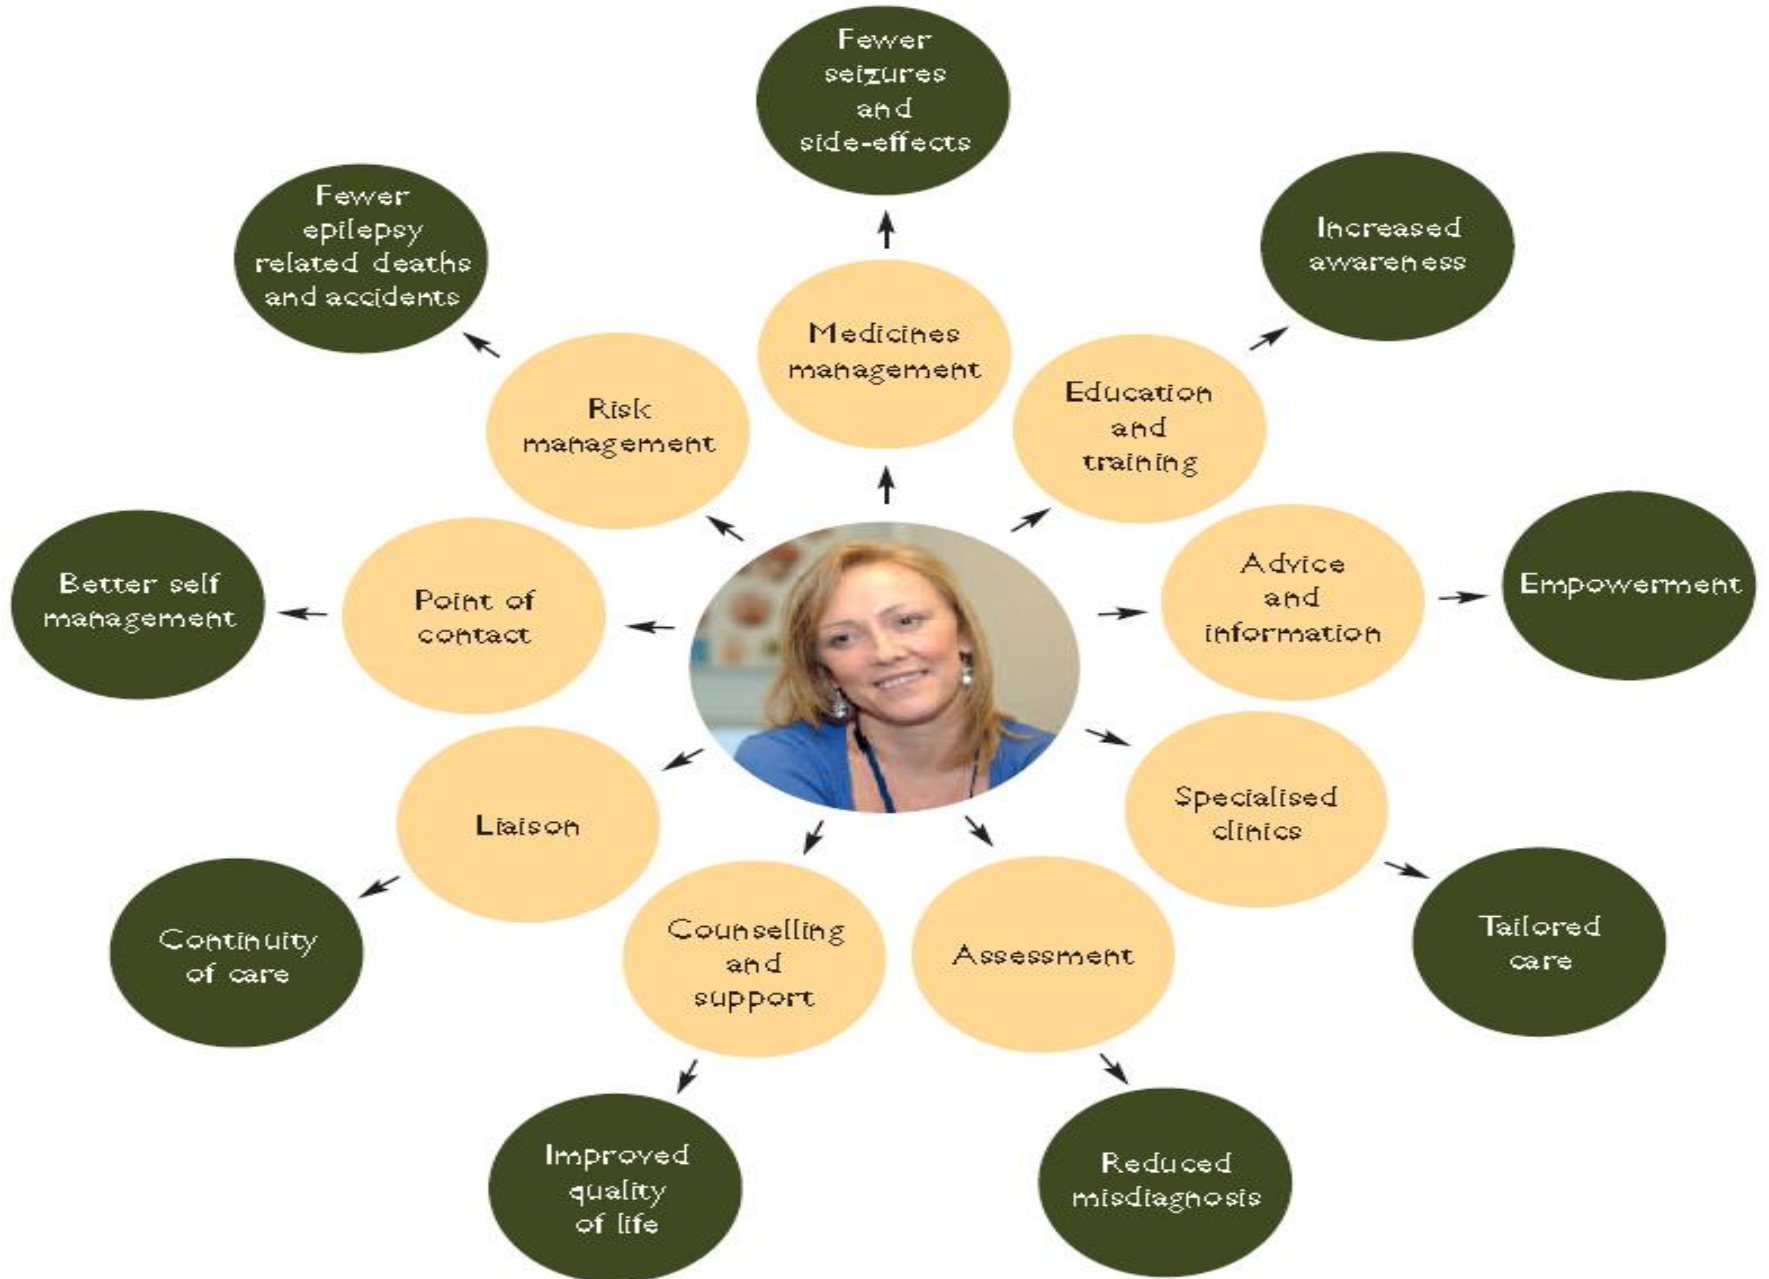 Fewer
seizures
and
side-effects
Increased
awareness
Fewer
epilepsy
related deaths
and accidents
Medicines
management
Education
and
training
Risk
management
Advice
and
information
Empowerment
Better self
management
Point of
contact
Specialised
clinics
Liaison
Tailored
care
Continuity
of care
Counselling
and
support
Assessment
Improved
quality
of life
Reduced
misdiagnosis